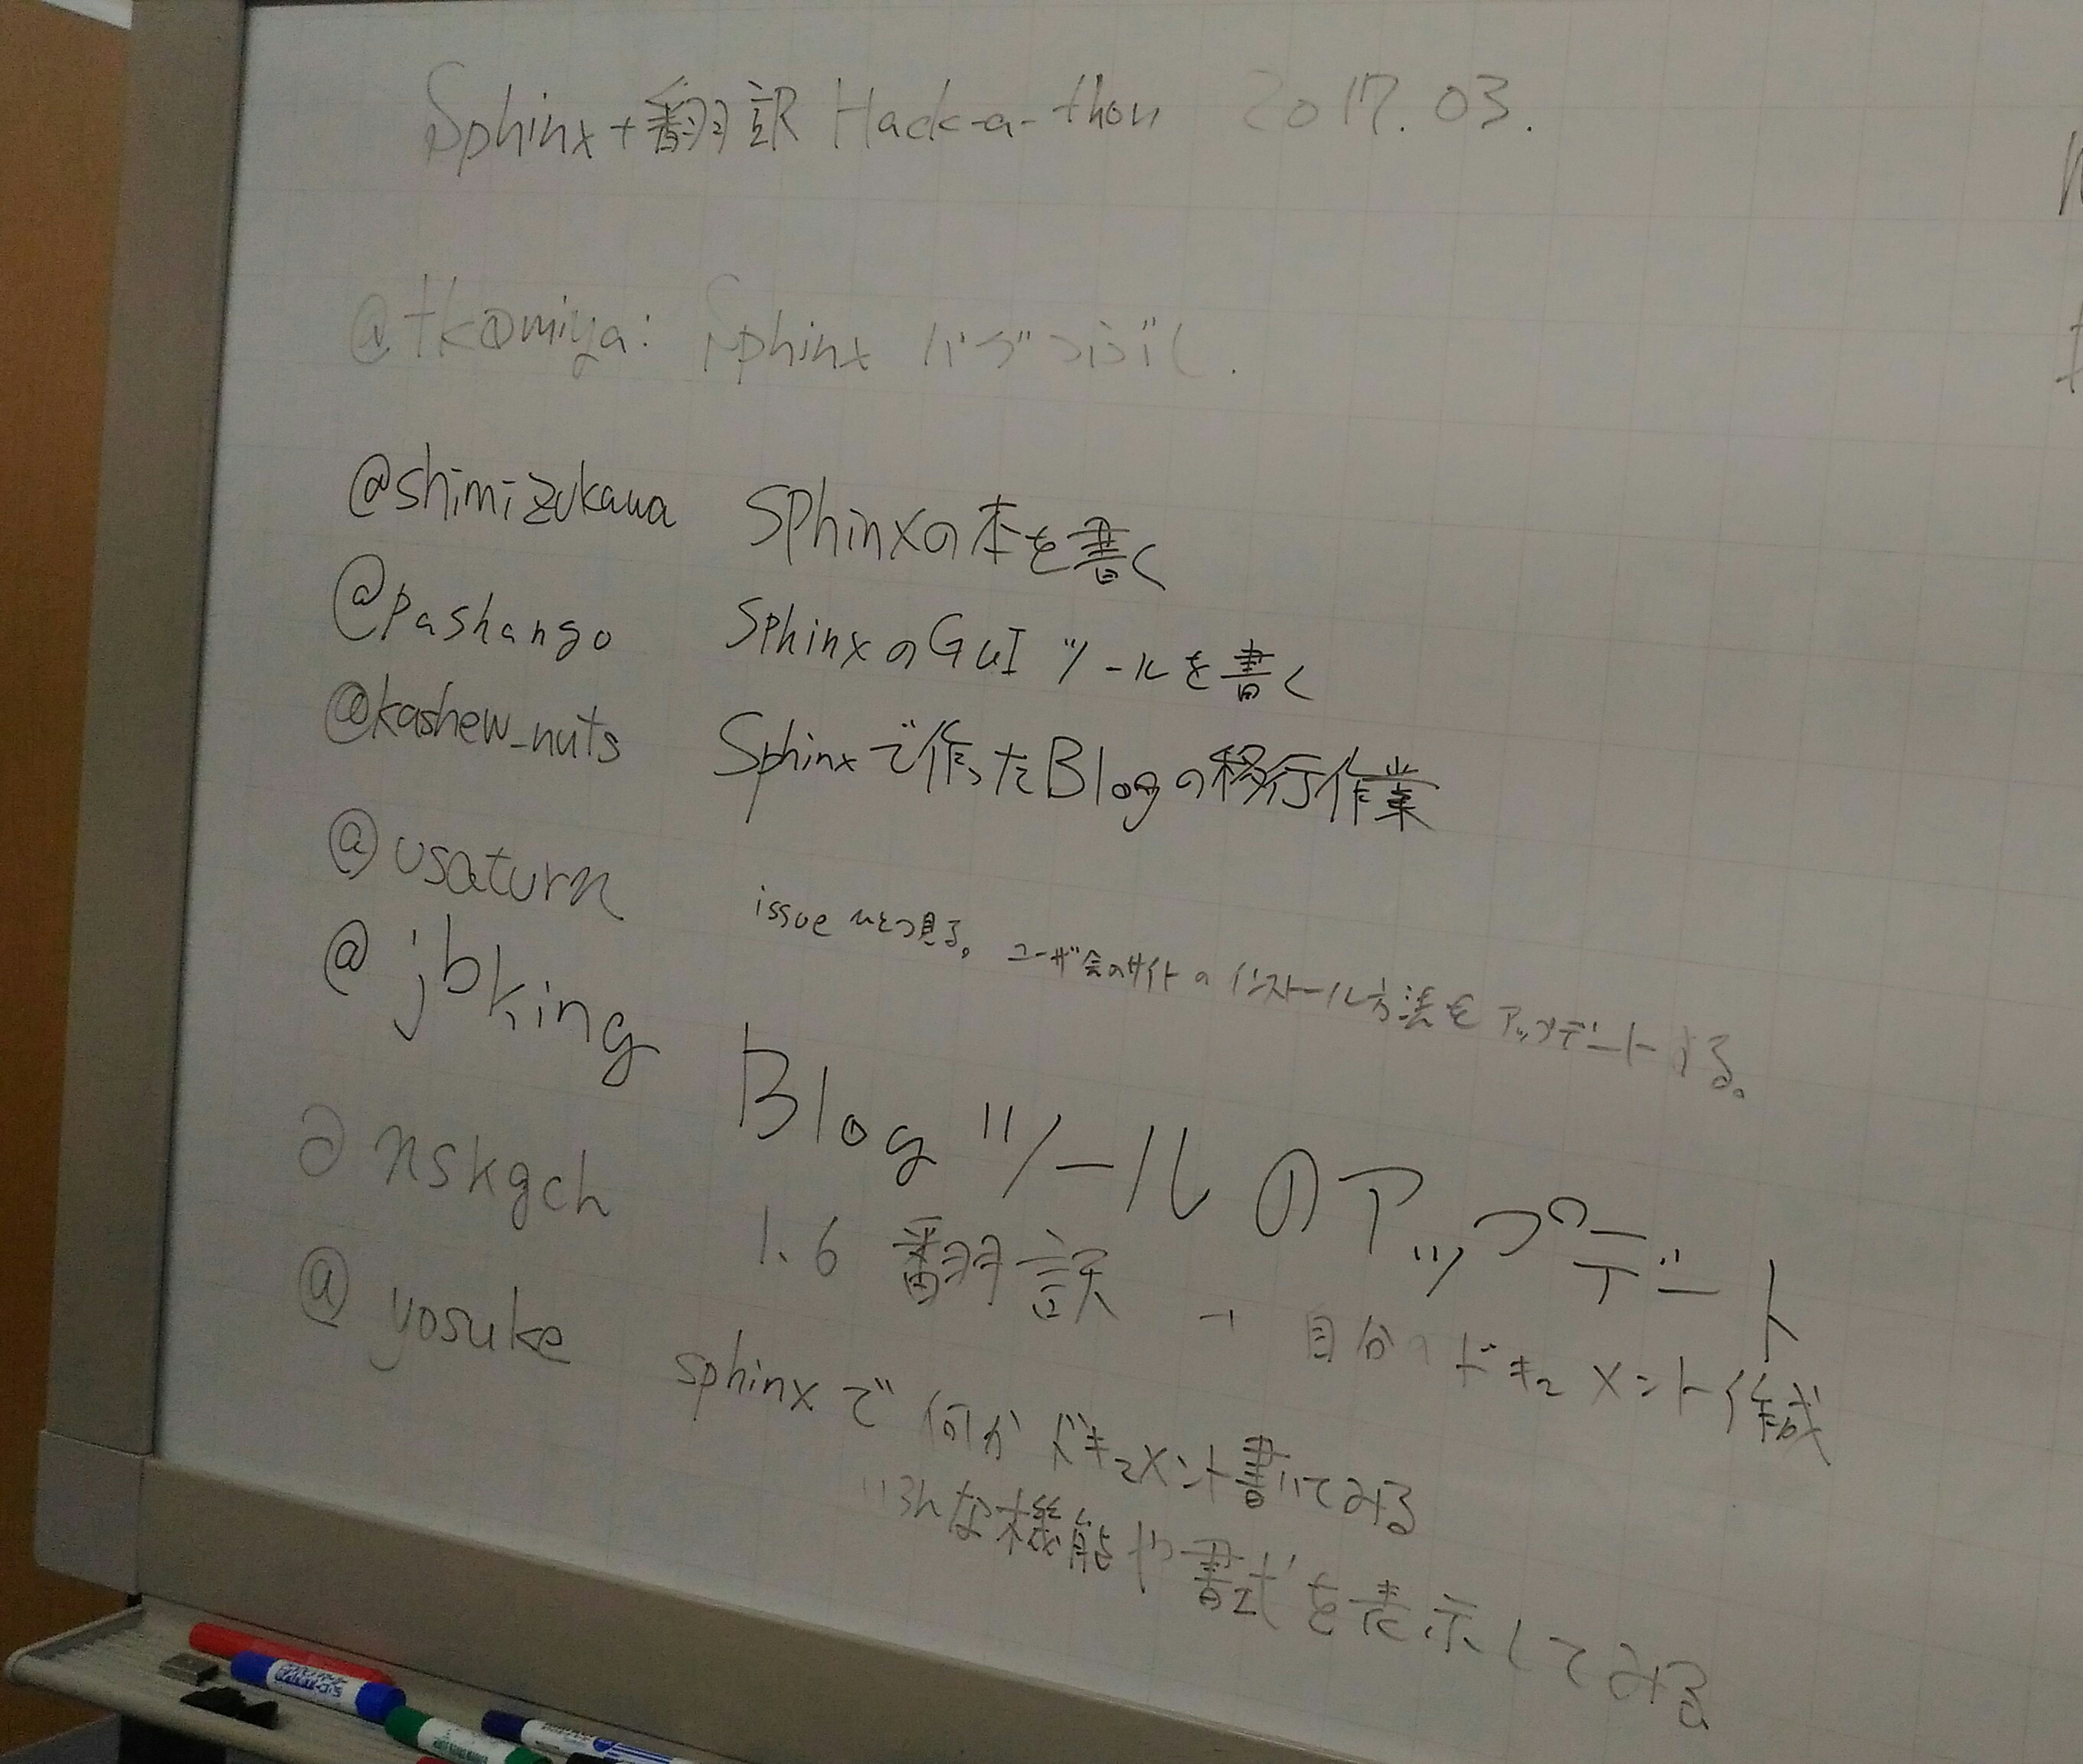 Sphinx+翻訳 Hack-a-thon 2017.03.
@tkomiya: Sphinx バグつぶし.
@shimizukawa Sphinxの本を書く
@pashango SphinxのGUIツールを書く
@kashew_nuts Sphinxで作ったBlogの移行作業
@usaturn issue ひとつ見る。ユーザ会のサイトのインストール方法をアップデートする。
@jbking Blogツールのアップデート
@nskgch 1.6 翻訳 → 自分のドキュメント作成
@yosuke sphinxで何かドキュメント書いてみる
いろんな機能や書式を表示してみる